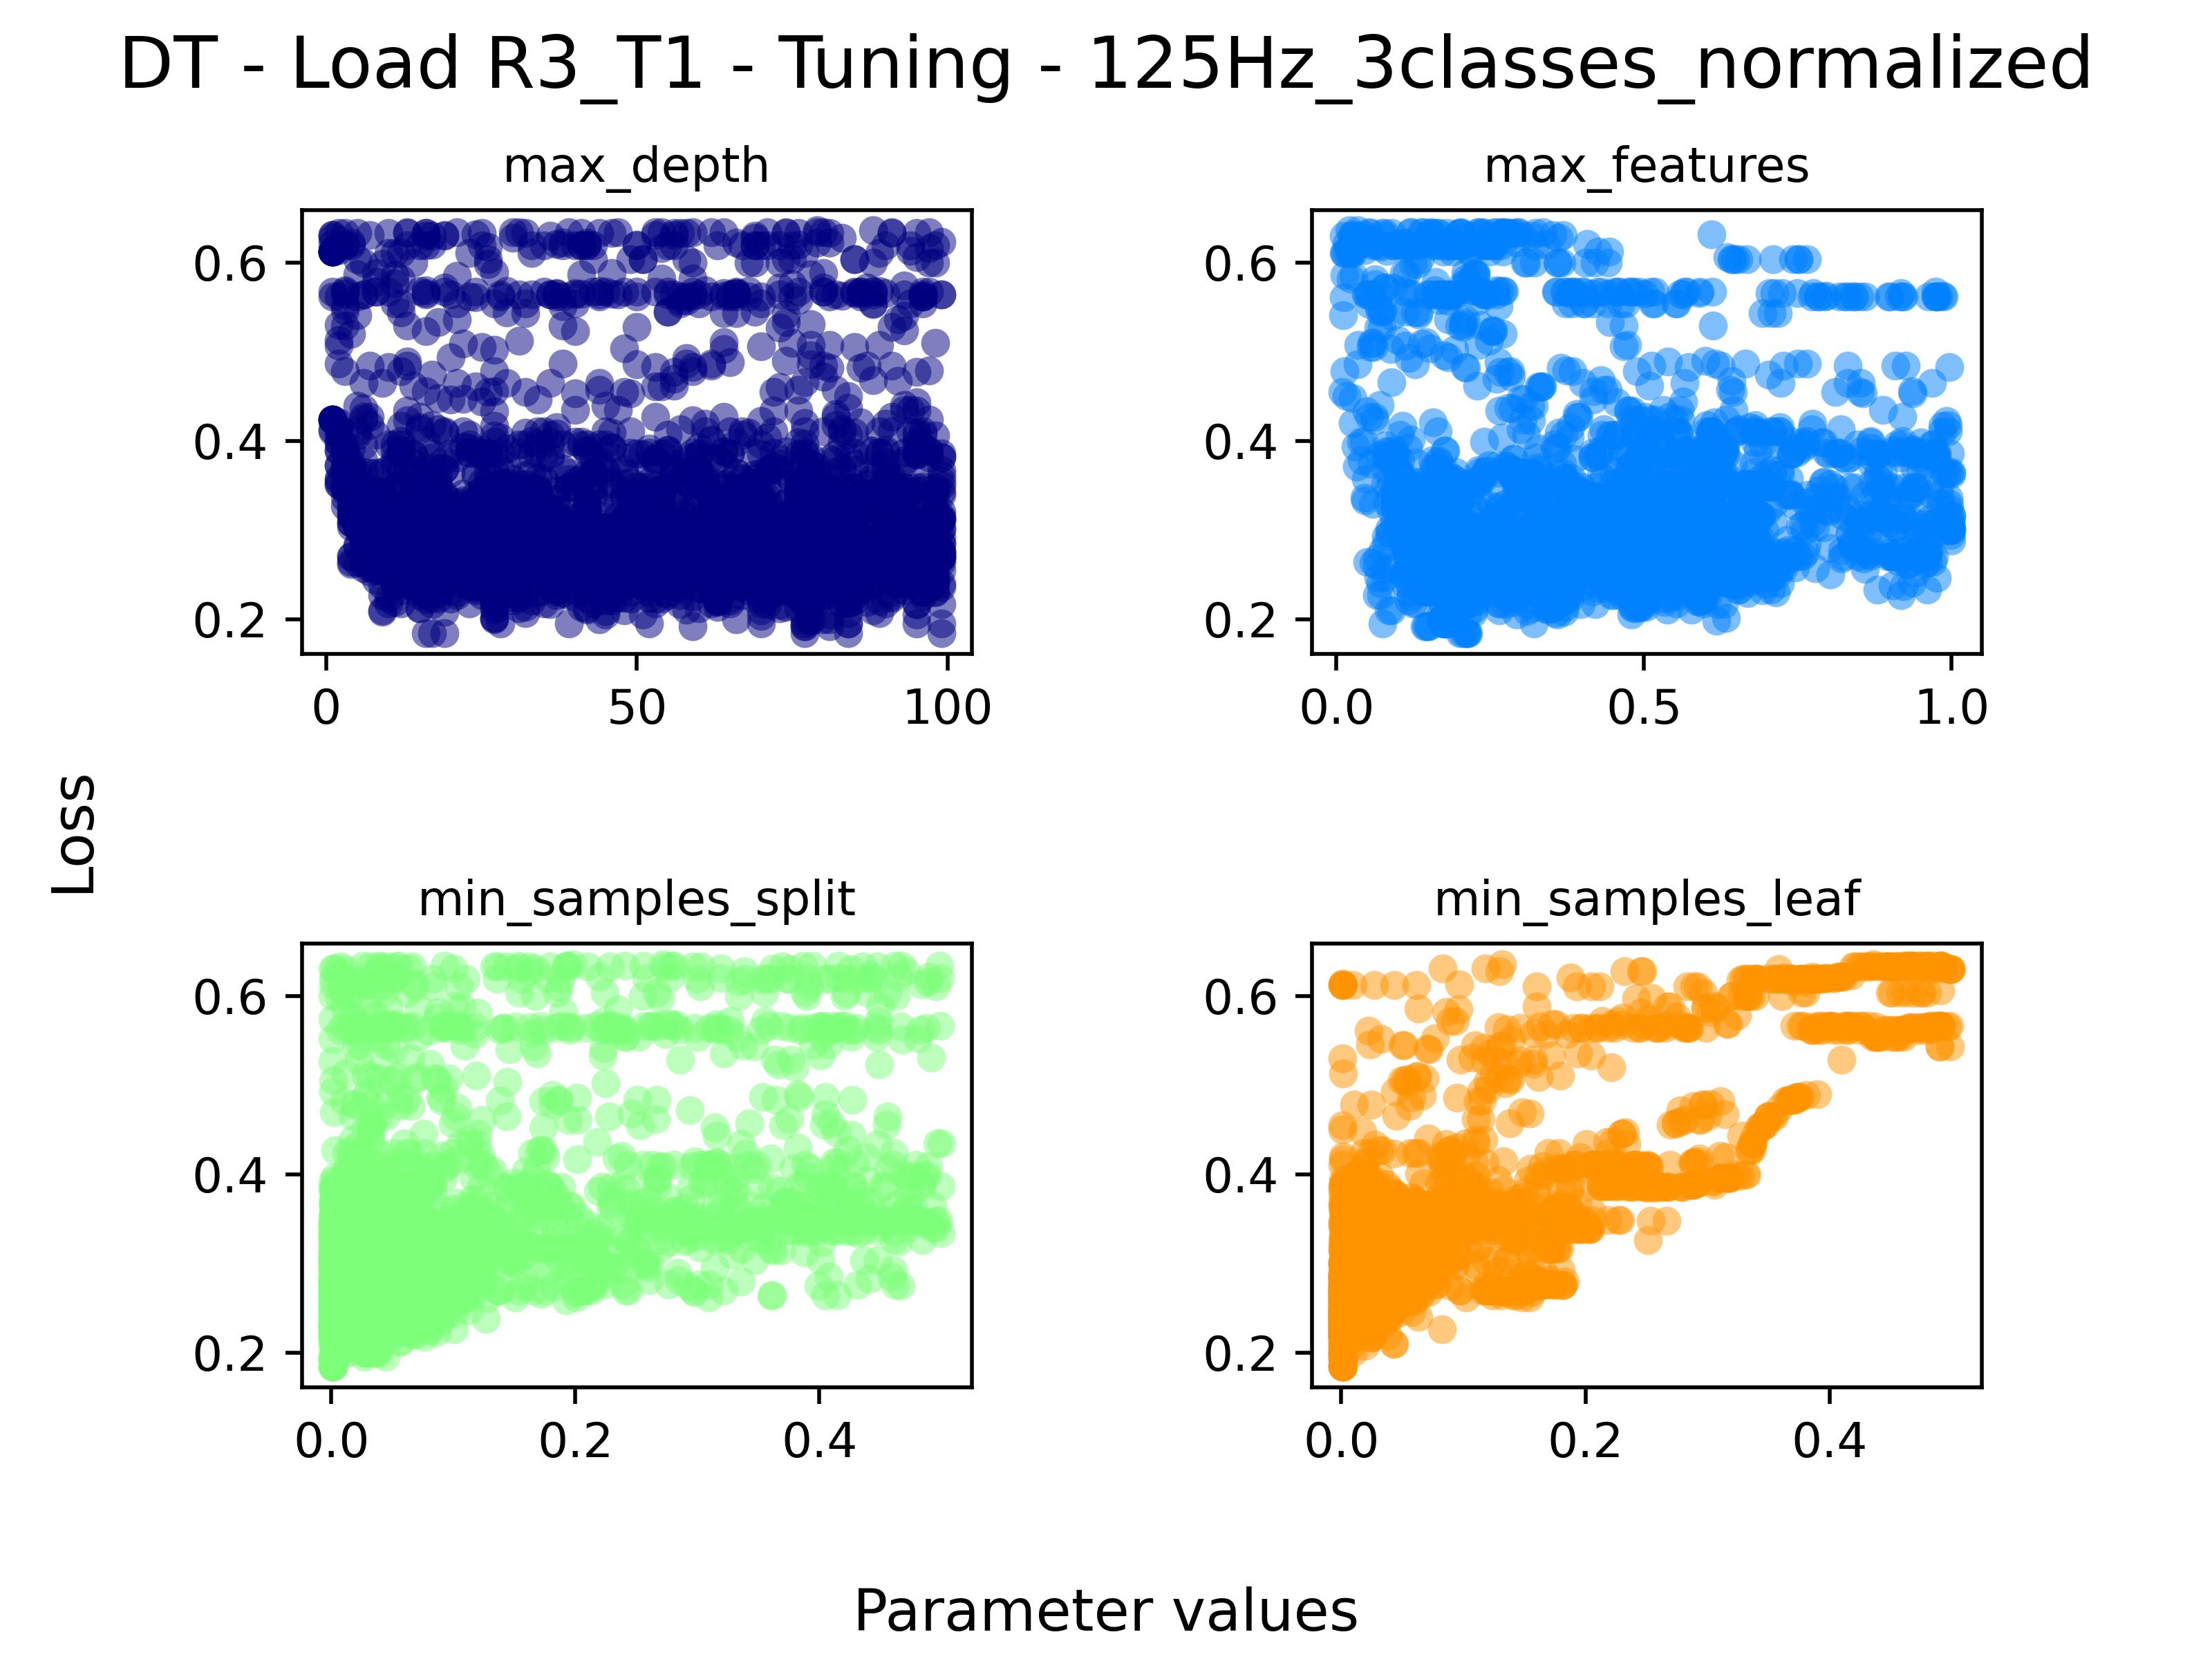 DT - Load R3_T1 - Tuning - 125Hz_3classes_normalized
max_depth
max_features
0.6
0.4
0.2
0 50 100
0.6
0.4
0.2
0.0 0.5 1.0
Loss
min_samples_split
min_samples_leaf
0.6
0.4
0.2
0.0 0.2 0.4
0.6
0.4
0.2
0.0 0.2 0.4
Parameter values